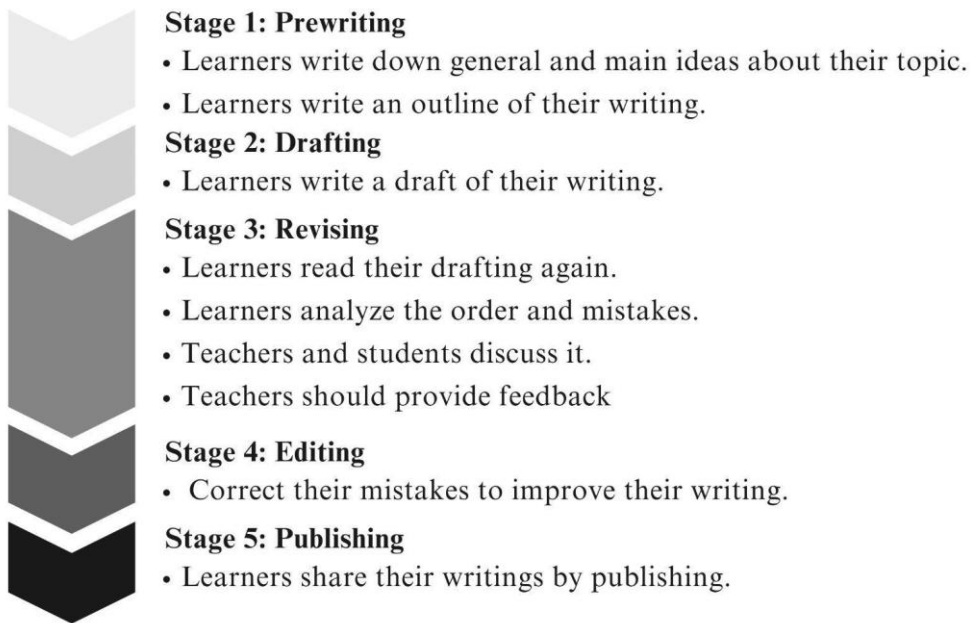 Stage 1: Prewriting
• Learners write down general and main ideas about their topic.
• Learners write an outline of their writing.
Stage 2: Drafting
• Learners write a draft of their writing.
Stage 3: Revising
• Learners read their drafting again.
• Learners analyze the order and mistakes.
• Teachers and students discuss it.
• Teachers should provide feedback
Stage 4: Editing
• Correct their mistakes to improve their writing.
Stage 5: Publishing
• Learners share their writings by publishing.